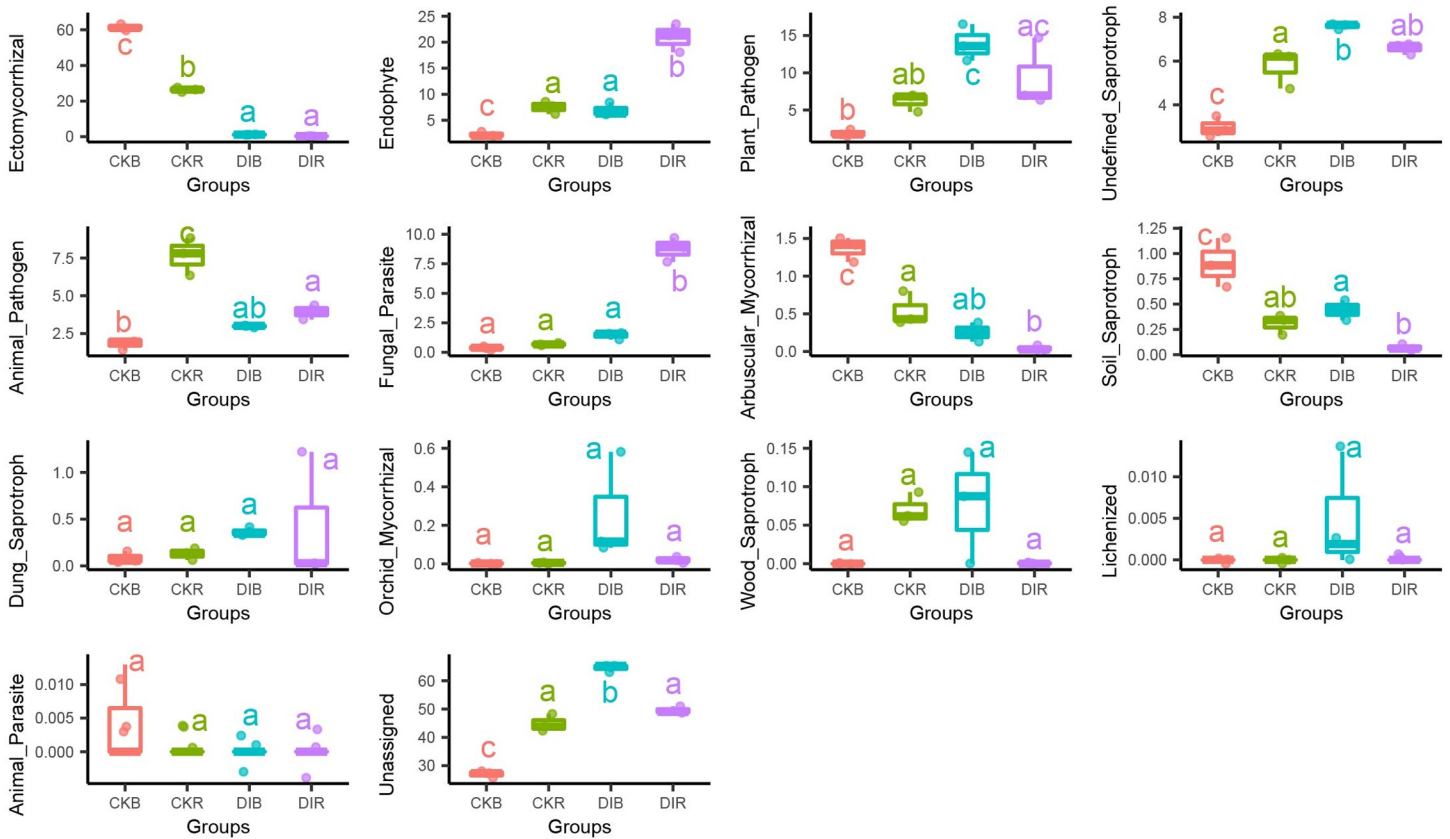 Ectomycorrhizal
60
40
20
0
c
b
a
a
CKB CKR DIB DIR
Groups
Endophyte
25
20
15
10
5
c
a
a
b
CKB CKR DIB DIR
Groups
Plant_Pathogen
15
10
5
b
ab
c
ac
CKB CKR DIB DIR
Groups
Undefined_Saprotroph
8
6
4
c
a
b
ab
CKB CKR DIB DIR
Groups
Animal_Pathogen
7.5
5.0
2.5
b
c
ab
a
CKB CKR DIB DIR
Groups
Fungal_Parasite
10.0
7.5
5.0
2.5
0.0
a
a
a
b
CKB CKR DIB DIR
Groups
Arbuscular_Mycorrhizal
1.5
1.0
0.5
0.0
c
a
ab
b
CKB CKR DIB DIR
Groups
Soil_Saprotroph
1.25
1.00
0.75
0.50
0.25
0.00
c
ab
a
b
CKB CKR DIB DIR
Groups
Dung_Saprotroph
1.0
0.5
0.0
a
a
a
a
CKB CKR DIB DIR
Groups
Orchid_Mycorrhizal
0.6
0.4
0.2
0.0
a
a
a
a
CKB CKR DIB DIR
Groups
Wood_Saprotroph
0.15
0.10
0.05
0.00
a
a
a
a
CKB CKR DIB DIR
Groups
Lichenized
0.010
0.005
0.000
a
a
a
a
CKB CKR DIB DIR
Groups
Animal_Parasite
0.010
0.005
0.000
a
a
a
a
CKB CKR DIB DIR
Groups
Unassigned
60
50
40
30
c
a
b
a
CKB CKR DIB DIR
Groups